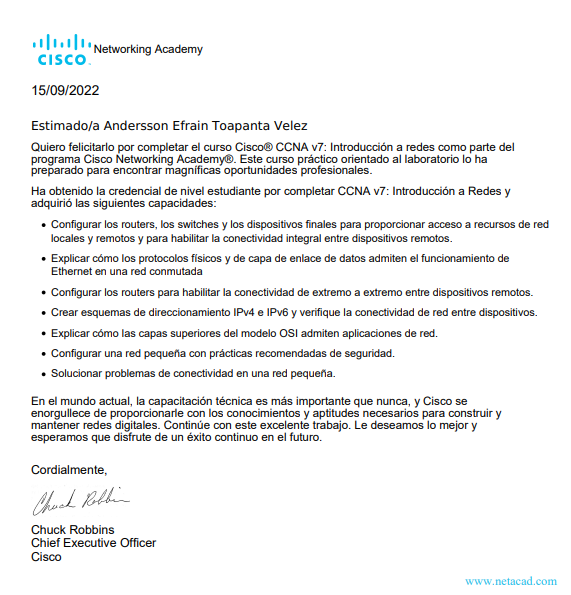 CISCO Networking Academy
15/09/2022
Estimado/a Andersson Efrain Toapanta Velez
Quiero felicitarlo por completar el curso Cisco® CCNA v7: Introducción a redes como parte del
programa Cisco Networking Academy®. Este curso práctico orientado al laboratorio lo ha
preparado para encontrar magníficas oportunidades profesionales.
Ha obtenido la credencial de nivel estudiante por completar CCNA v7: Introducción a Redes y
adquirió las siguientes capacidades:
• Configurar los routers, los switches y los dispositivos finales para proporcionar acceso a recursos de red
locales y remotos y para habilitar la conectividad integral entre dispositivos remotos.
• Explicar cómo los protocolos físicos y de capa de enlace de datos admiten el funcionamiento de
Ethernet en una red conmutada
• Configurar los routers para habilitar la conectividad de extremo a extremo entre dispositivos remotos.
• Crear esquemas de direccionamiento IPv4 e IPv6 y verifique la conectividad de red entre dispositivos.
• Explicar cómo las capas superiores del modelo OSI admiten aplicaciones de red.
• Configurar una red pequeña con prácticas recomendadas de seguridad.
• Solucionar problemas de conectividad en una red pequeña.
En el mundo actual, la capacitación técnica es más importante que nunca, y Cisco se
enorgullece de proporcionarle con los conocimientos y aptitudes necesarios para construir y
mantener redes digitales. Continúe con este excelente trabajo. Le deseamos lo mejor y
esperamos que disfrute de un éxito continuo en el futuro.
Cordialmente,
Chuck Robbins
Chuck Robbins
Chief Executive Officer
Cisco
www.netacad.com